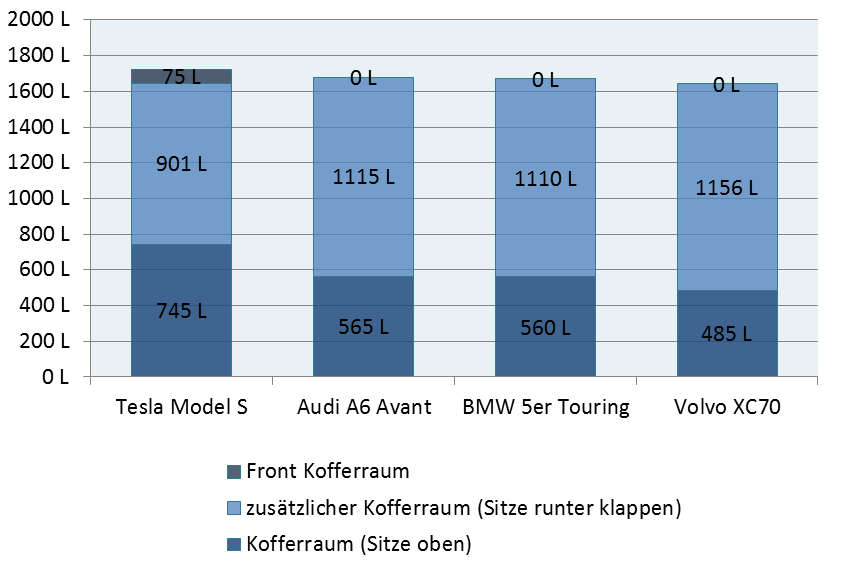 2000 L
1800 L
1600 L
1400 L
1200 L
1000 L
800 L
600 L
400 L
200 L
0 L
75 L
0 L
0 L
0 L
901 L
1115 L
1110 L
1156 L
745 L
565 L
560 L
485 L
Tesla Model S
Audi A6 Avant
BMW 5er Touring
Volvo XC70
Front Kofferraum
zusätzlicher Kofferraum (Sitze runter klappen)
Kofferraum (Sitze oben)